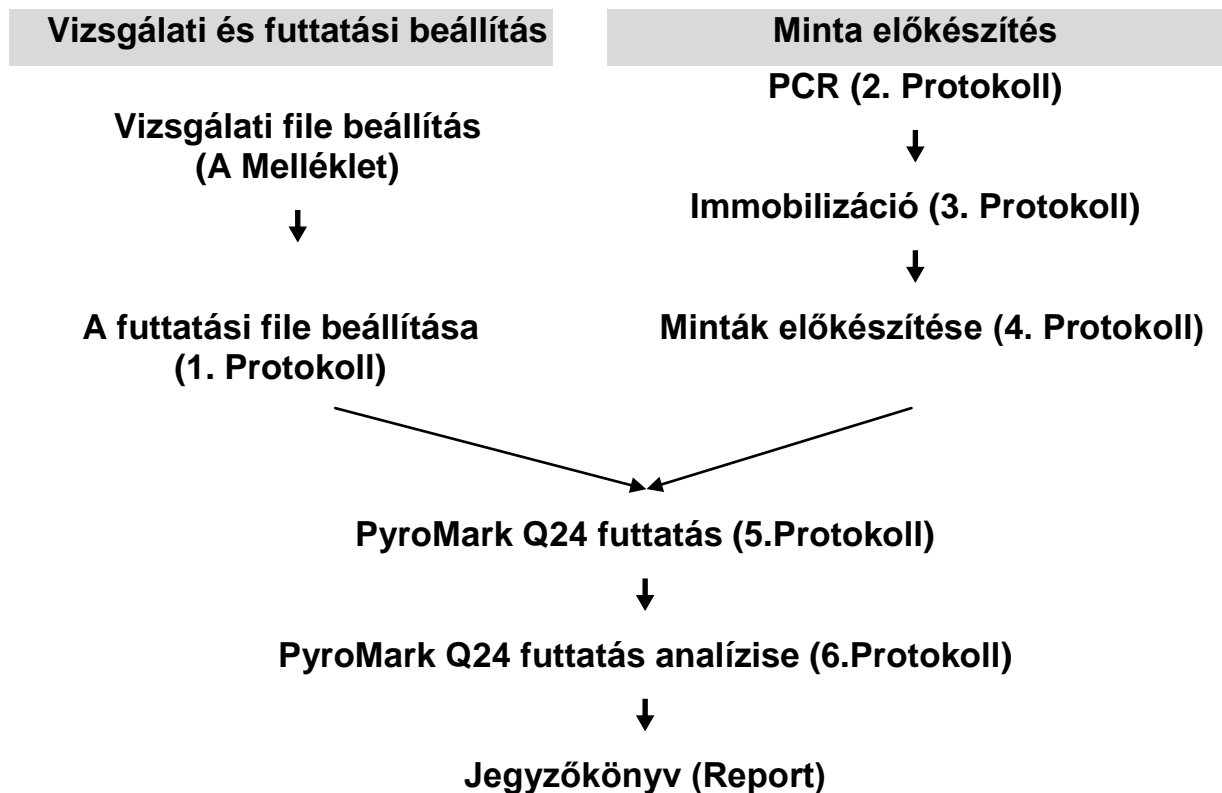 Vizsgálati és futtatási beállítás
Minta előkészítés
Vizsgálati file beállítás
(A Melléklet)
A futtatási file beállítása
(1. Protokoll)
PCR (2. Protokoll)
Immobilizáció (3. Protokoll)
Minták előkészítése (4. Protokoll)
PyroMark Q24 futtatás (5.Protokoll)
PyroMark Q24 futtatás analízise (6.Protokoll)
Jegyzőkönyv (Report)